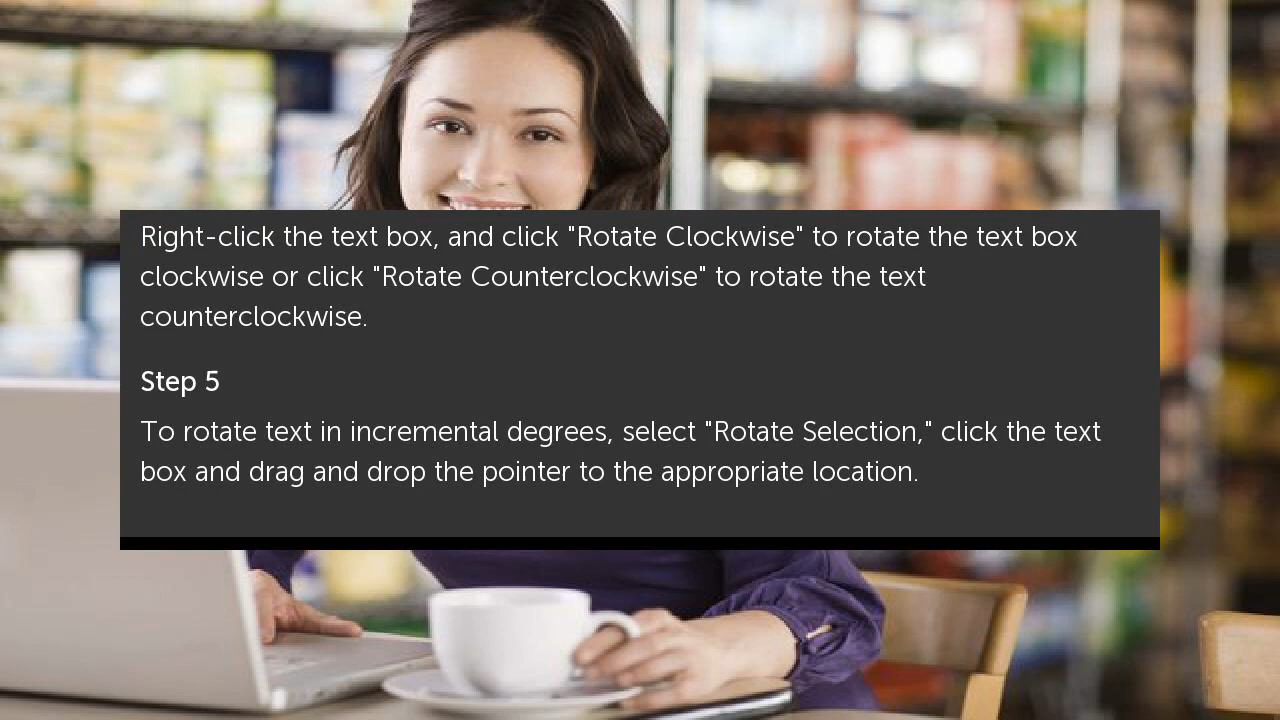 Right-click the text box, and click "Rotate Clockwise" to rotate the text box
clockwise or click "Rotate Counterclockwise" to rotate the text
counterclockwise.
Step 5
To rotate text in incremental degrees, select "Rotate Selection," click the text
box and drag and drop the pointer to the appropriate location.